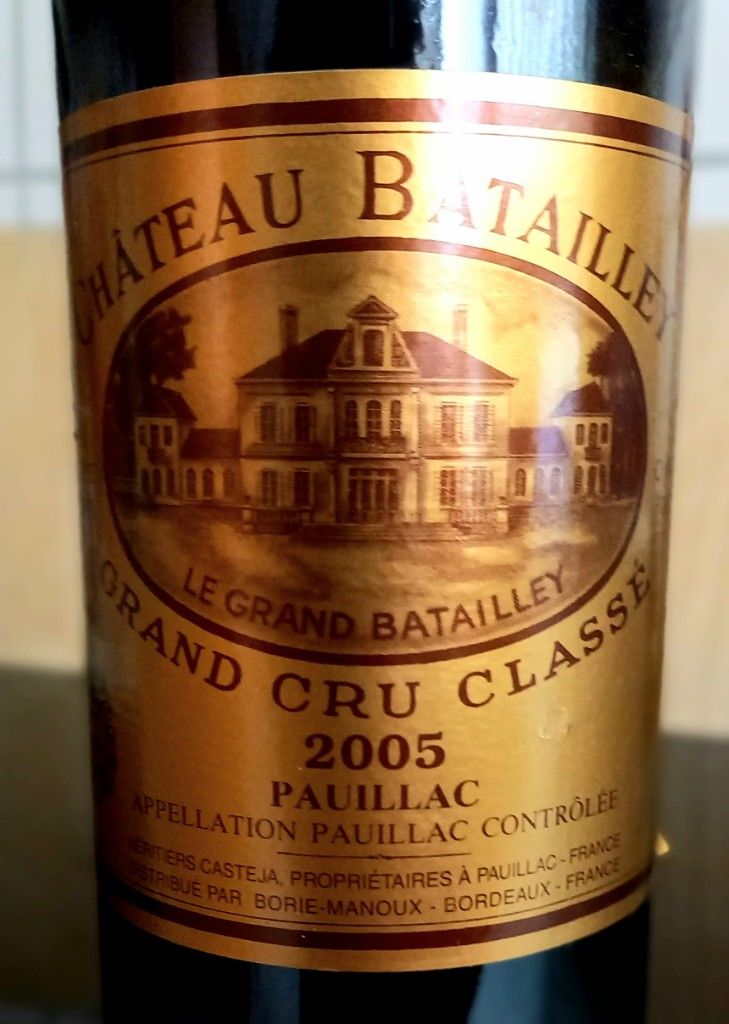 CHÂTEAU BATAILLEY
LE GRAND BATAILLEY
GRAND CRU CLASSÉ
2005
PAUILLAC
APPELLATION PAUILLAC CONTRÔLÉE
HÉRITIERS CASTEJA, PROPRIÉTAIRES À PAUILLAC - FRANCE
DISTRIBUÉ PAR BORIE-MANOUX - BORDEAUX - FRANCE